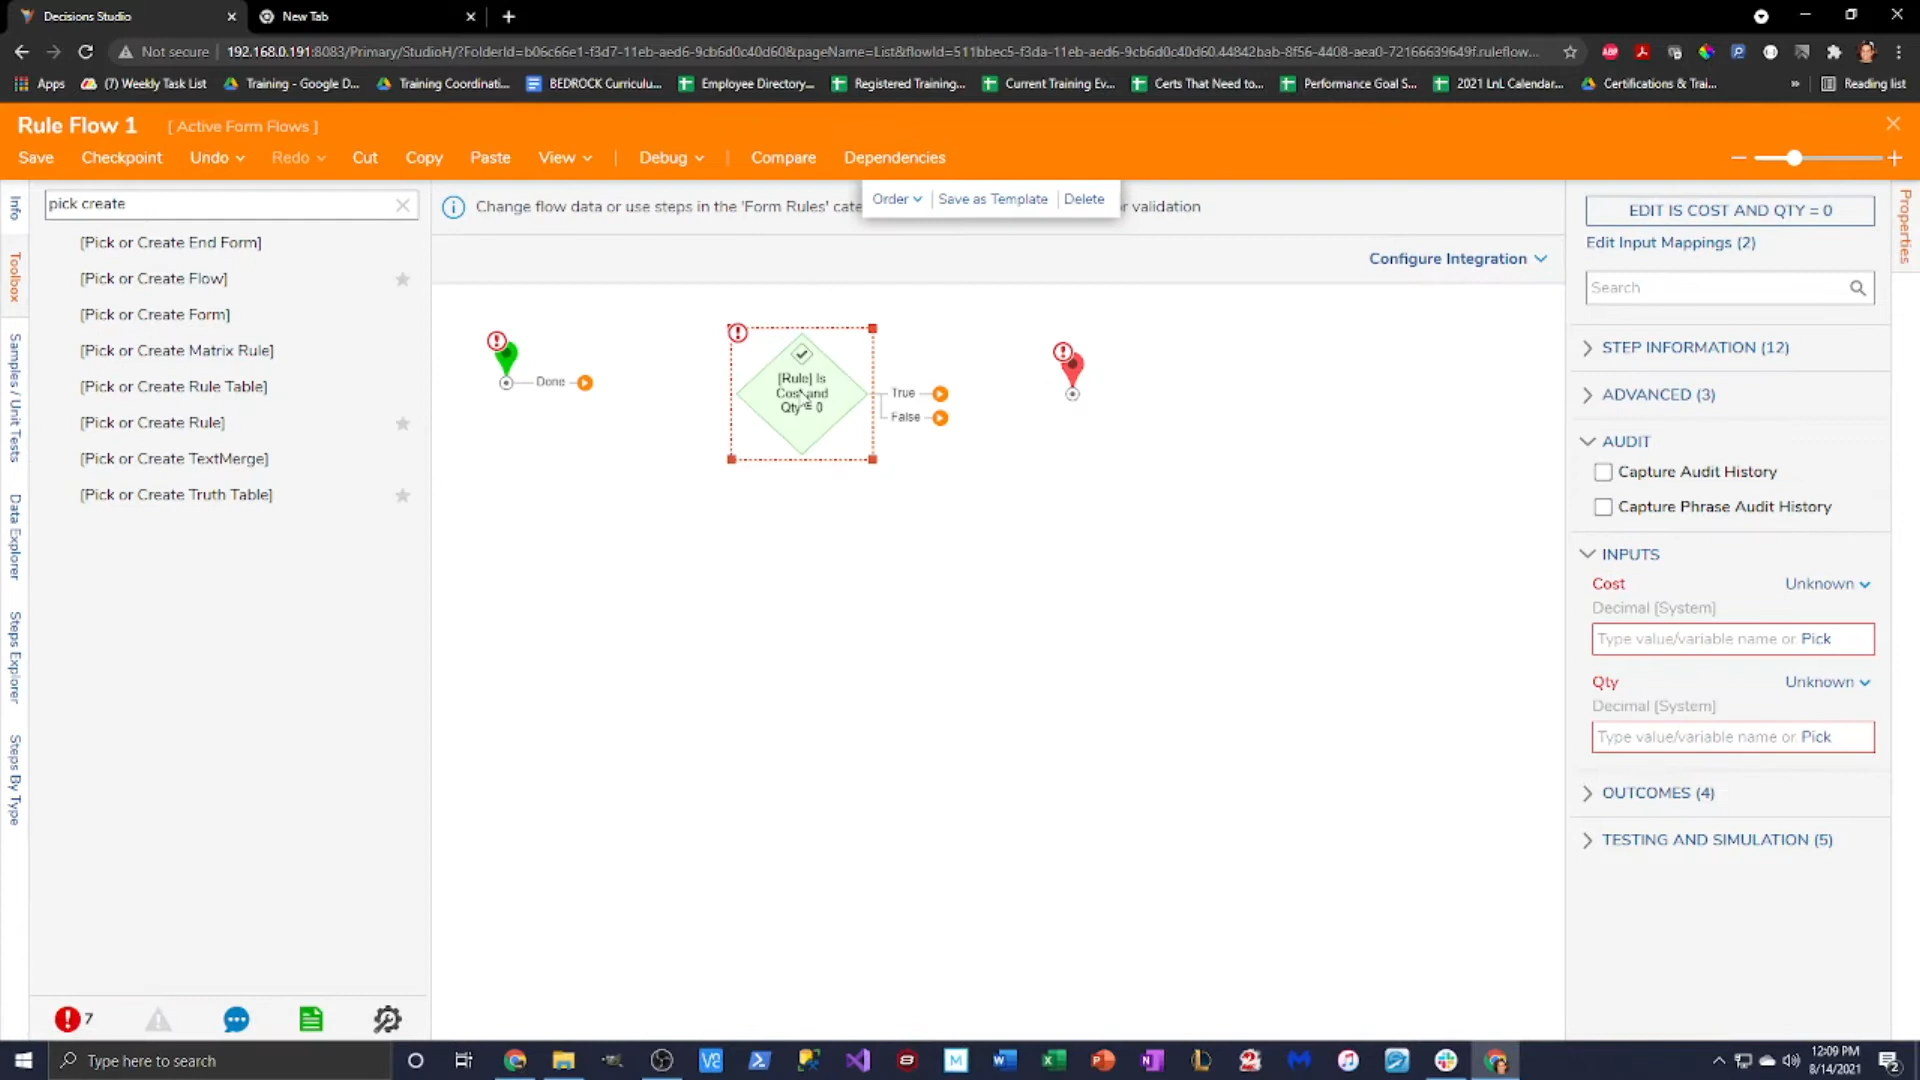 Decisions Studio
New Tab
Not secure
192.168.0.191:8083/Primary/StudioH/?FolderId=b06c66e1-f3d7-11eb-aed6-9cb6d0c40d60&pageName=List&flowId=511bbec5-f3da-11eb-aed6-9cb6d0c40d60.44842bab-8f56-4408-aea0-72166639649f.ruleflow...
Apps
(7) Weekly Task List
Training - Google D...
Training Coordinati...
BEDROCK Curriculu...
Employee Directory...
Registered Training...
Current Training Ev...
Certs That Need to...
Performance Goal S...
2021 LnL Calendar...
Certifications & Trai...
»
Reading list
Rule Flow 1
[ Active Form Flows ]
Save
Checkpoint
Undo
Redo
Cut
Copy
Paste
View
Debug
Compare
Dependencies
Info
Toolbox
Samples / Unit Tests
Data Explorer
Steps Explorer
Steps By Type
pick create
[Pick or Create End Form]
[Pick or Create Flow]
[Pick or Create Form]
[Pick or Create Matrix Rule]
[Pick or Create Rule Table]
[Pick or Create Rule]
[Pick or Create TextMerge]
[Pick or Create Truth Table]
7
Change flow data or use steps in the 'Form Rules' cate
r validation
Order
Save as Template
Delete
Configure Integration
Done
[Rule] Is
Cost and
Qty = 0
True
False
Properties
EDIT IS COST AND QTY = 0
Edit Input Mappings (2)
Search
STEP INFORMATION (12)
ADVANCED (3)
AUDIT
Capture Audit History
Capture Phrase Audit History
INPUTS
Cost
Unknown
Decimal [System]
Type value/variable name or Pick
Qty
Unknown
Decimal [System]
Type value/variable name or Pick
OUTCOMES (4)
TESTING AND SIMULATION (5)
Type here to search
12:09 PM
8/14/2021
2